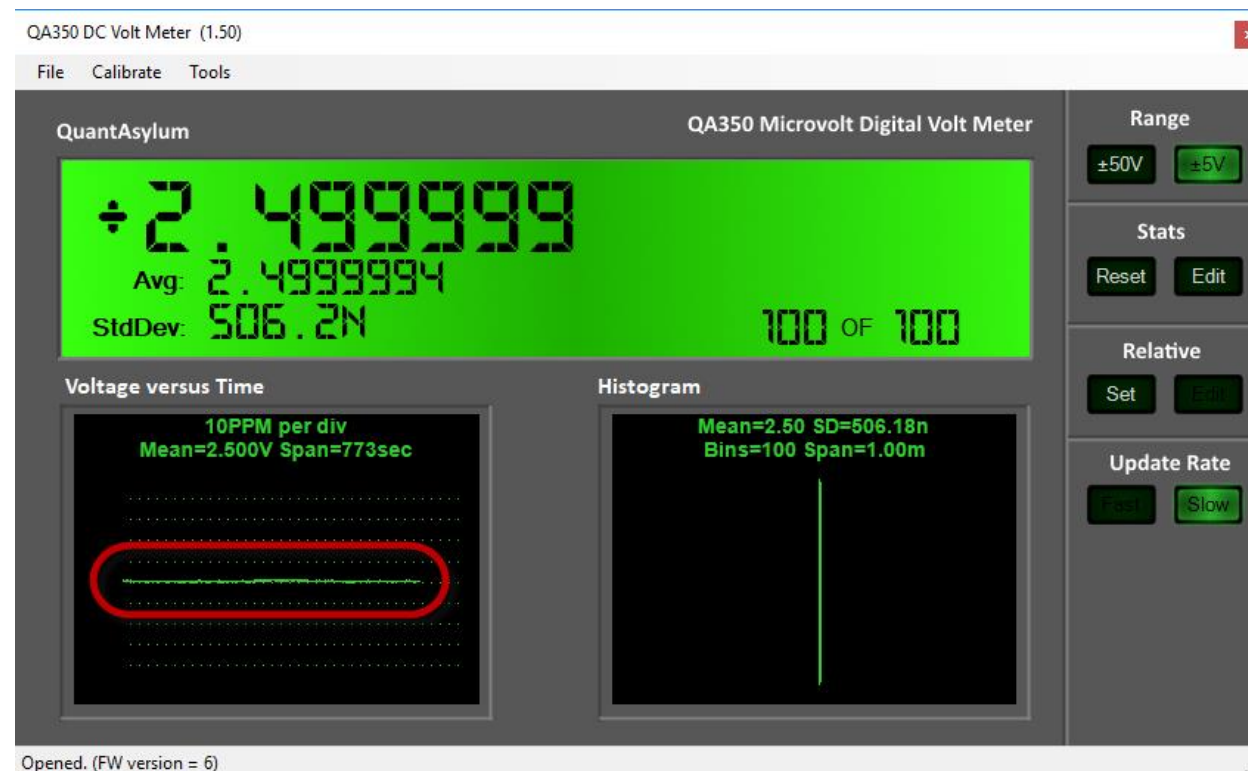 QA350 DC Volt Meter (1.50)
File Calibrate Tools
QuantAsylum
QA350 Microvolt Digital Volt Meter
÷2.499999
Avg: 2.4999994
StdDev: 506.2N
100 OF 100
Range
±50V ±5V
Stats
Reset Edit
Relative
Set Edit
Update Rate
Fast Slow
Voltage versus Time
10PPM per div
Mean=2.500V Span=773sec
Histogram
Mean=2.50 SD=506.18n
Bins=100 Span=1.00m
Opened. (FW version = 6)